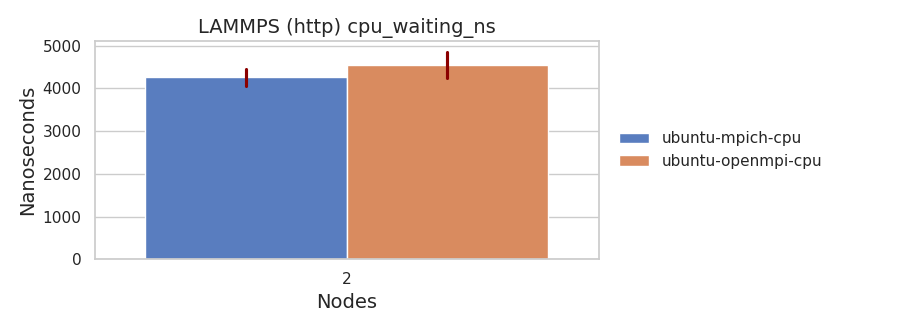 LAMMPS (http) cpu_waiting_ns
Nanoseconds
5000
4000
3000
2000
1000
0
2
Nodes
ubuntu-mpich-cpu
ubuntu-openmpi-cpu